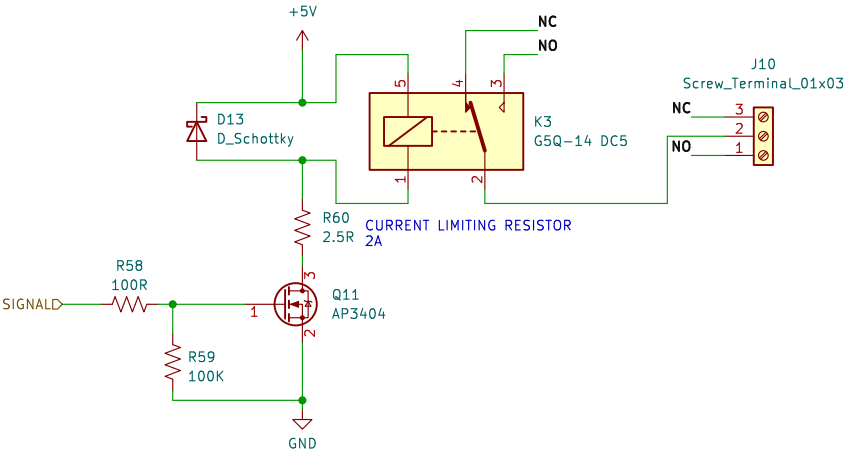 +5V
NC
NO
J10
Screw_Terminal_01x03
5
4
3
D13
D_Schottky
K3
G5Q-14 DC5
NC
3
2
NO
1
1
2
R60
2.5R
CURRENT LIMITING RESISTOR
2A
R58
100R
3
Q11
AP3404
SIGNAL
1
2
R59
100K
GND